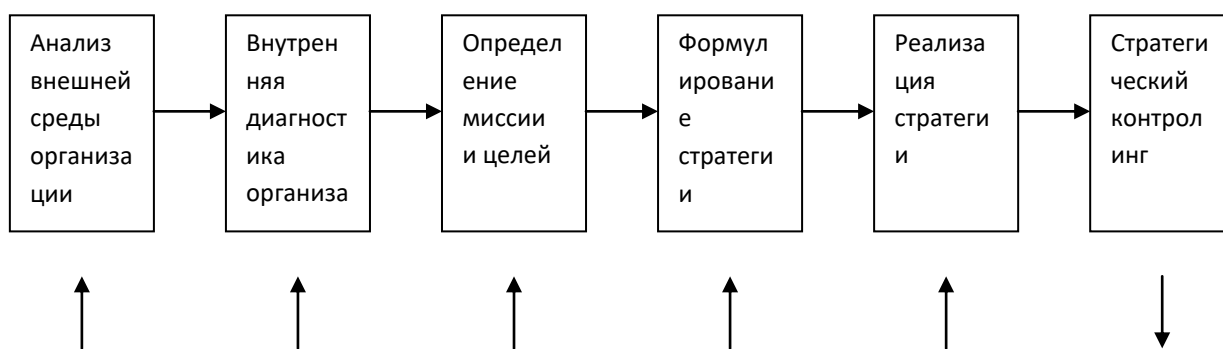 Анализ
внешней
среды
организа
ции
Внутрен
няя
диагност
ика
организа
Определ
ение
миссии
и целей
Формул
ировани
е
стратеги
и
Реализа
ция
стратеги
и
Стратеги
ческий
контрол
инг